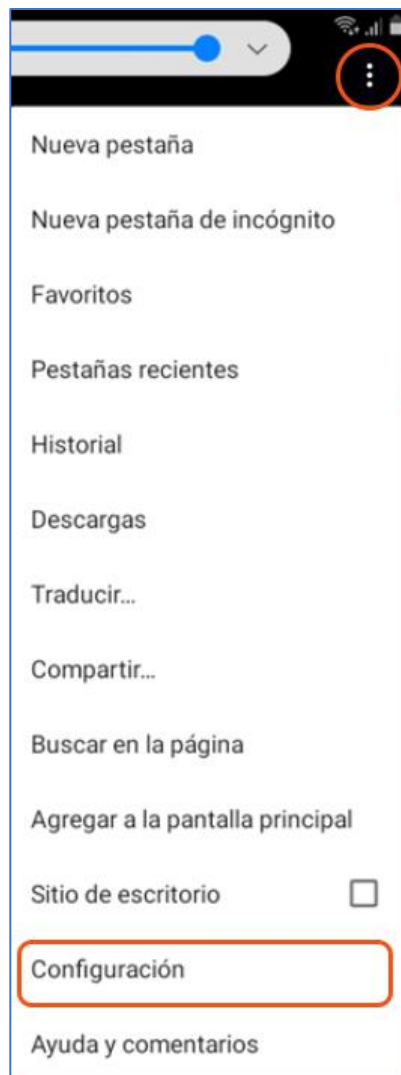 Nueva pestaña
Nueva pestaña de incógnito
Favoritos
Pestañas recientes
Historial
Descargas
Traducir...
Compartir...
Buscar en la página
Agregar a la pantalla principal
Sitio de escritorio
Configuración
Ayuda y comentarios